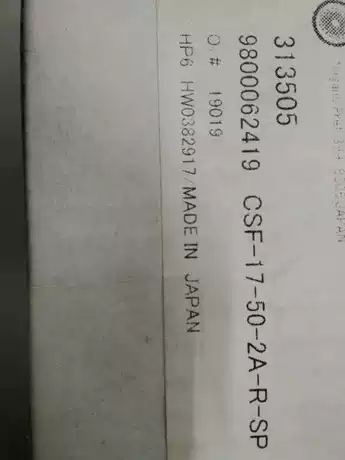 313505
9800062419 CSF-17-50-2A-R-SP
O.# 19019
HP6 HW0382917/MADE IN JAPAN